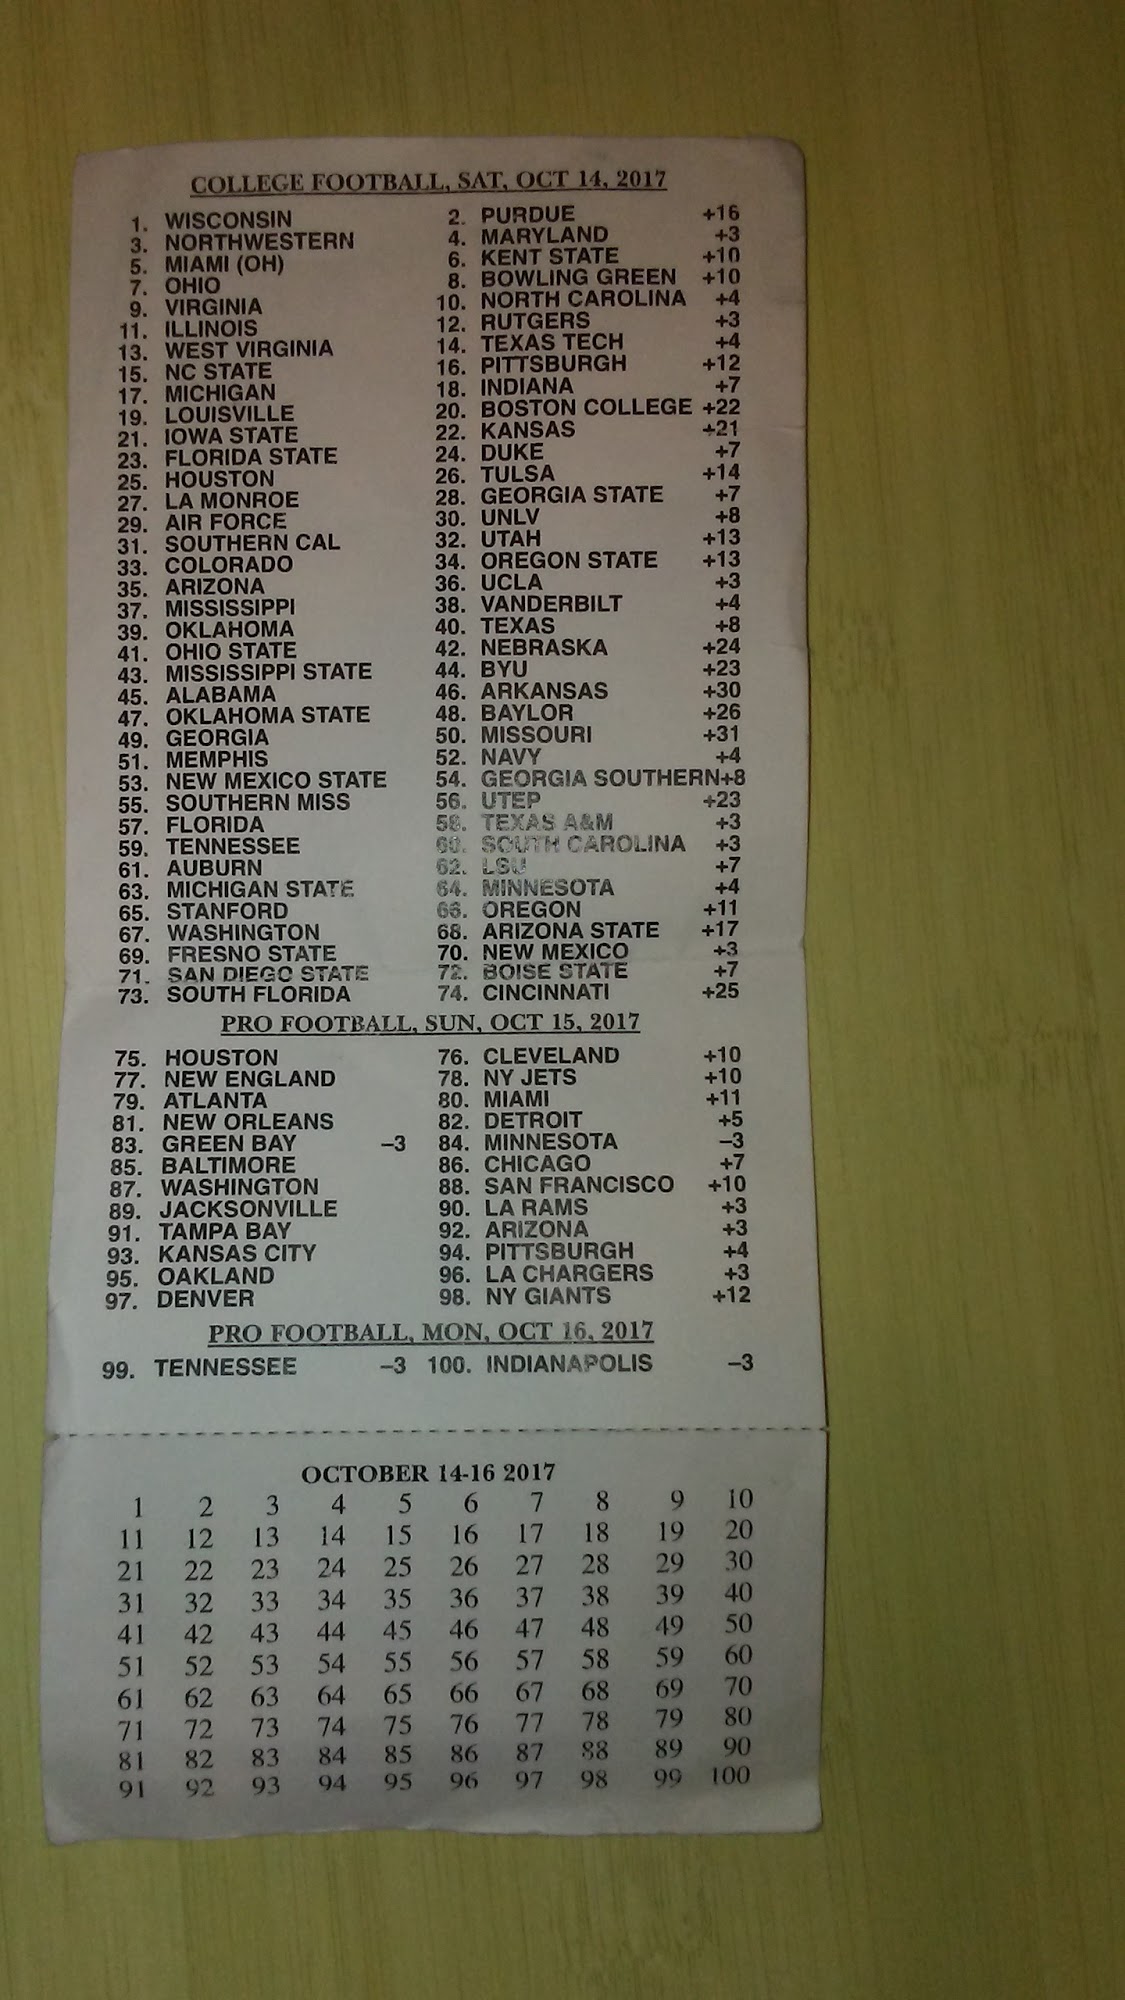 COLLEGE FOOTBALL, SAT, OCT 14, 2017
1. WISCONSIN 2. PURDUE +16
3. NORTHWESTERN 4. MARYLAND +3
5. MIAMI (OH) 6. KENT STATE +10
7. OHIO 8. BOWLING GREEN +10
9. VIRGINIA 10. NORTH CAROLINA +4
11. ILLINOIS 12. RUTGERS +3
13. WEST VIRGINIA 14. TEXAS TECH +4
15. NC STATE 16. PITTSBURGH +12
17. MICHIGAN 18. INDIANA +7
19. LOUISVILLE 20. BOSTON COLLEGE +22
21. IOWA STATE 22. KANSAS +21
23. FLORIDA STATE 24. DUKE +7
25. HOUSTON 26. TULSA +14
27. LA MONROE 28. GEORGIA STATE +7
29. AIR FORCE 30. UNLV +8
31. SOUTHERN CAL 32. UTAH +13
33. COLORADO 34. OREGON STATE +13
35. ARIZONA 36. UCLA +3
37. MISSISSIPPI 38. VANDERBILT +4
39. OKLAHOMA 40. TEXAS +8
41. OHIO STATE 42. NEBRASKA +24
43. MISSISSIPPI STATE 44. BYU +23
45. ALABAMA 46. ARKANSAS +30
47. OKLAHOMA STATE 48. BAYLOR +26
49. GEORGIA 50. MISSOURI +31
51. MEMPHIS 52. NAVY +4
53. NEW MEXICO STATE 54. GEORGIA SOUTHERN+8
55. SOUTHERN MISS 56. UTEP +23
57. FLORIDA 58. TEXAS A&M +3
59. TENNESSEE 60. SOUTH CAROLINA +3
61. AUBURN 62. LSU +7
63. MICHIGAN STATE 64. MINNESOTA +4
65. STANFORD 66. OREGON +11
67. WASHINGTON 68. ARIZONA STATE +17
69. FRESNO STATE 70. NEW MEXICO +3
71. SAN DIEGO STATE 72. BOISE STATE +7
73. SOUTH FLORIDA 74. CINCINNATI +25
PRO FOOTBALL, SUN, OCT 15, 2017
75. HOUSTON 76. CLEVELAND +10
77. NEW ENGLAND 78. NY JETS +10
79. ATLANTA 80. MIAMI +11
81. NEW ORLEANS 82. DETROIT +5
83. GREEN BAY –3 84. MINNESOTA –3
85. BALTIMORE 86. CHICAGO +7
87. WASHINGTON 88. SAN FRANCISCO +10
89. JACKSONVILLE 90. LA RAMS +3
91. TAMPA BAY 92. ARIZONA +3
93. KANSAS CITY 94. PITTSBURGH +4
95. OAKLAND 96. LA CHARGERS +3
97. DENVER 98. NY GIANTS +12
PRO FOOTBALL, MON, OCT 16, 2017
99. TENNESSEE –3 100. INDIANAPOLIS –3
OCTOBER 14-16 2017
1 2 3 4 5 6 7 8 9 10
11 12 13 14 15 16 17 18 19 20
21 22 23 24 25 26 27 28 29 30
31 32 33 34 35 36 37 38 39 40
41 42 43 44 45 46 47 48 49 50
51 52 53 54 55 56 57 58 59 60
61 62 63 64 65 66 67 68 69 70
71 72 73 74 75 76 77 78 79 80
81 82 83 84 85 86 87 88 89 90
91 92 93 94 95 96 97 98 99 100